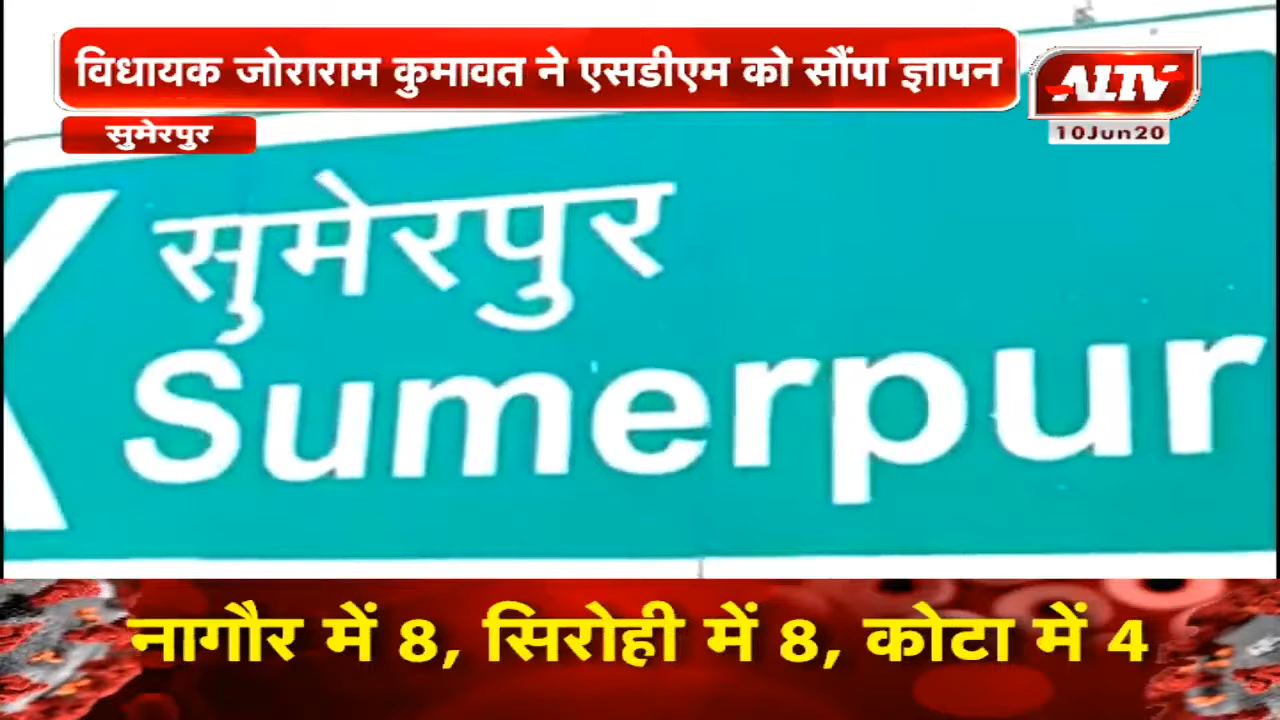 विधायक जोराराम कुमावत ने एसडीएम को सौंपा ज्ञापन
ALTV
10Jun20
सुमेरपुर
सुमेरपुर
Sumerpur
नागौर में 8, सिरोही में 8, कोटा में 4